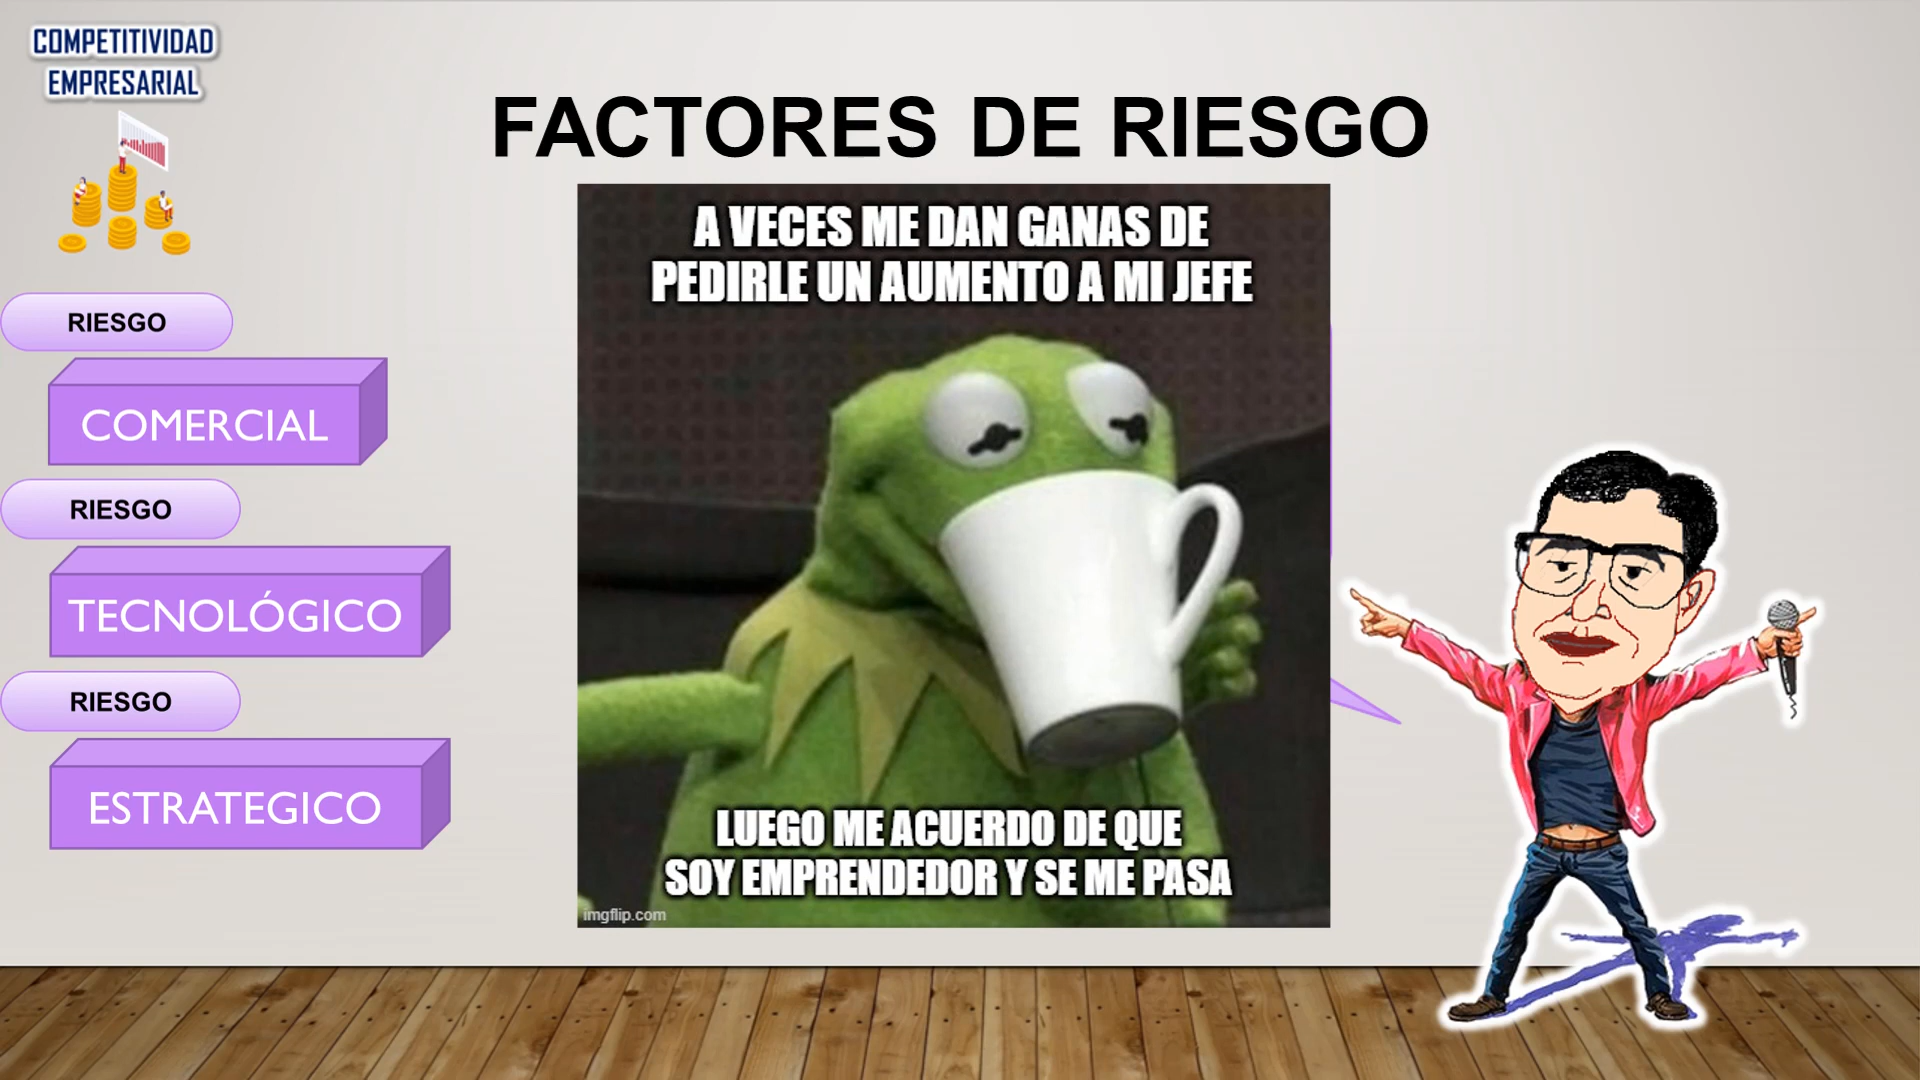 COMPETITIVIDAD
EMPRESARIAL
FACTORES DE RIESGO
A VECES ME DAN GANAS DE
PEDIRLE UN AUMENTO A MI JEFE
RIESGO
COMERCIAL
RIESGO
TECNOLÓGICO
RIESGO
ESTRATEGICO
LUEGO ME ACUERDO DE QUE
SOY EMPRENDEDOR Y SE ME PASA
imgflip.com